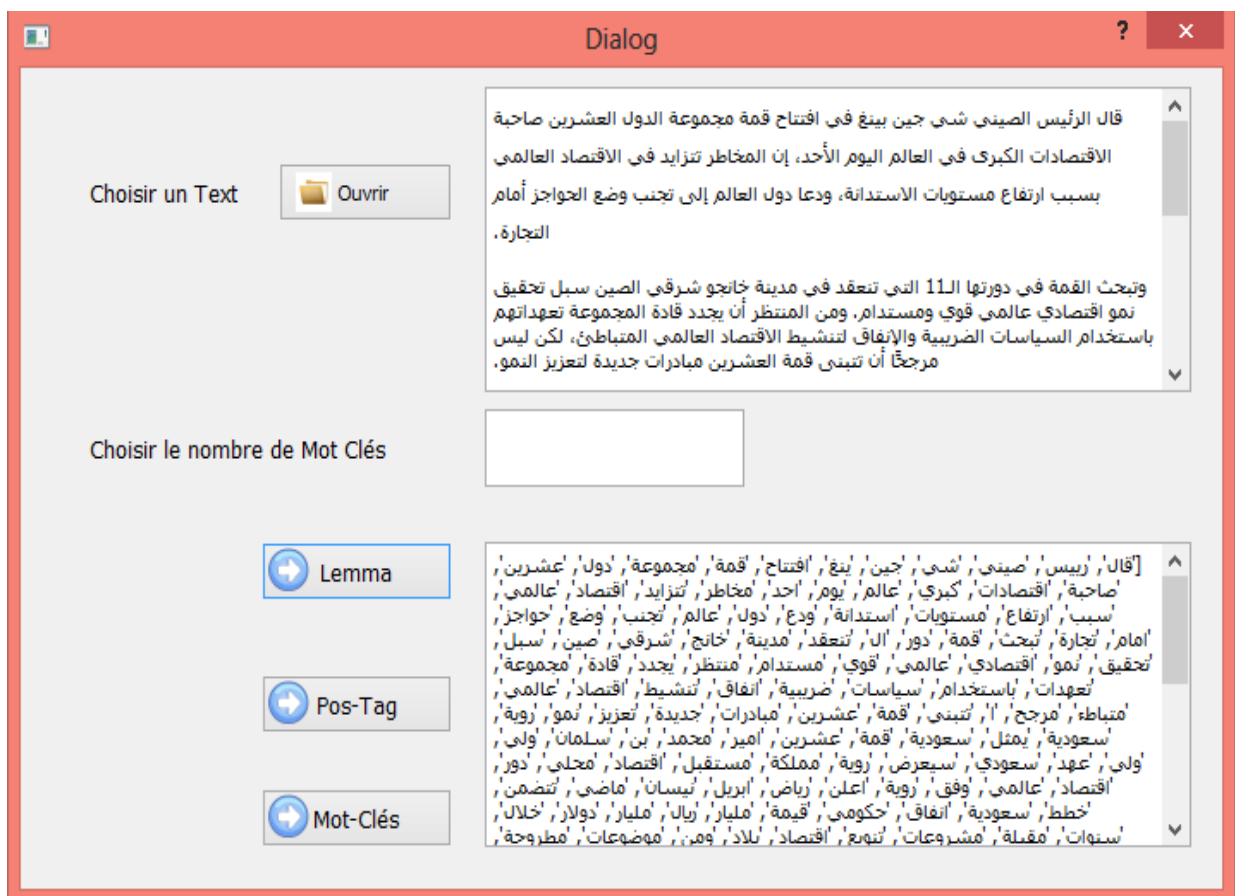 Dialog
?
x
Choisir un Text
Ouvrir
قال الرئيس الصيني شي جين بينغ في افتتاح قمة مجموعة الدول العشرين صاحبة
الاقتصادات الكبرى في العالم اليوم الأحد، إن المخاطر تتزايد في الاقتصاد العالمي
بسبب ارتفاع مستويات الاستدانة، ودعا دول العالم إلى تجنب وضع الحواجز أمام
التجارة.
وتبحث القمة في دورتها الـ11 التي تنعقد في مدينة خانجو شرقي الصين سبل تحقيق
نمو اقتصادي عالمي قوي ومستدام. ومن المنتظر أن يجدد قادة المجموعة تعهداتهم
باستخدام السياسات الضريبية والإنفاق لتنشيط الاقتصاد العالمي المتباطئ، لكن ليس
مرجحًا أن تتبنى قمة العشرين مبادرات جديدة لتعزيز النمو.
Choisir le nombre de Mot Clés
Lemma
Pos-Tag
Mot-Clés
['قال', 'رييس', 'صيني', 'شي', 'جين', 'ينغ', 'افتتاح', 'قمة', 'مجموعة', 'دول', 'عشرين',
'صاحبة', 'اقتصادات', 'كبري', 'عالم', 'يوم', 'احد', 'مخاطر', 'تتزايد', 'اقتصاد', 'عالمي',
'سبب', 'ارتفاع', 'مستويات', 'استدانة', 'ودع', 'دول', 'عالم', 'تجنب', 'وضع', 'حواجز',
'امام', 'تجارة', 'تبحث', 'قمة', 'دور', 'ال', 'تنعقد', 'مدينة', 'خانج', 'شرقي', 'صين', 'سبل',
'تحقيق', 'نمو', 'اقتصادي', 'عالمي', 'قوي', 'مستدام', 'منتظر', 'يجدد', 'قادة', 'مجموعة',
'تعهدات', 'باستخدام', 'سياسات', 'ضريبية', 'انفاق', 'تنشيط', 'اقتصاد', 'عالمي',
'متباطء', 'مرجح', 'ا', 'تتبني', 'قمة', 'عشرين', 'مبادرات', 'جديدة', 'تعزيز', 'نمو', 'روية',
'سعودية', 'يمثل', 'سعودية', 'قمة', 'عشرين', 'امير', 'محمد', 'بن', 'سلمان', 'ولي',
'ولي', 'عهد', 'سعودي', 'سيعرض', 'روية', 'مملكة', 'مستقبل', 'اقتصاد', 'محلي', 'دور',
'اقتصاد', 'عالمي', 'وفق', 'روية', 'اعلن', 'رياض', 'ابريل', 'نيسان', 'ماضي', 'تتضمن',
'خطط', 'سعودية', 'انفاق', 'حكومي', 'قيمة', 'مليار', 'ريال', 'مليار', 'دولار', 'خلال',
'سنوات', 'مقبلة', 'مشروعات', 'تنويع', 'اقتصاد', 'بلاد', 'ومن', 'موضوعات', 'مطروحة',